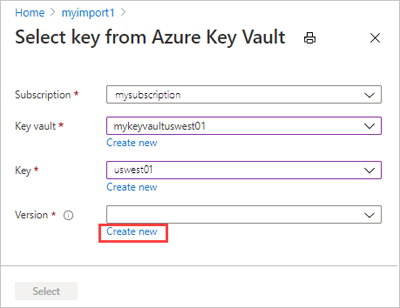 Home > myimport1 >
Select key from Azure Key Vault
Subscription * mysubscription
Key vault * mykeyvaultuswest01
Create new
Key * uswest01
Create new
Version *
Create new
Select